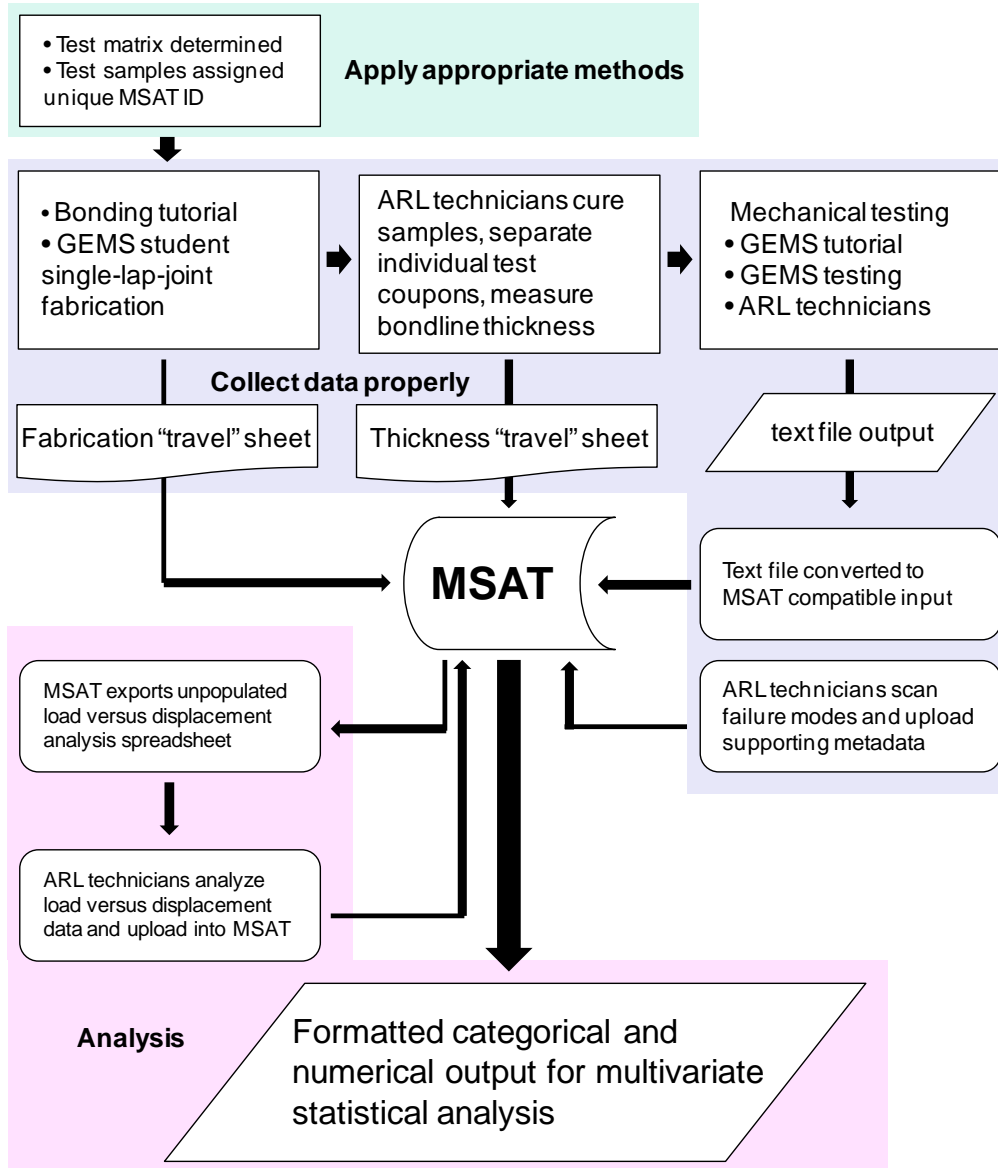 • Test matrix determined
• Test samples assigned
unique MSAT ID
Apply appropriate methods
• Bonding tutorial
• GEMS student
single-lap-joint
fabrication
ARL technicians cure
samples, separate
individual test
coupons, measure
bondline thickness
Mechanical testing
• GEMS tutorial
• GEMS testing
• ARL technicians
Collect data properly
Fabrication “travel” sheet
Thickness “travel” sheet
text file output
MSAT
Text file converted to
MSAT compatible input
MSAT exports unpopulated
load versus displacement
analysis spreadsheet
ARL technicians scan
failure modes and upload
supporting metadata
ARL technicians analyze
load versus displacement
data and upload into MSAT
Analysis
Formatted categorical and
numerical output for multivariate
statistical analysis